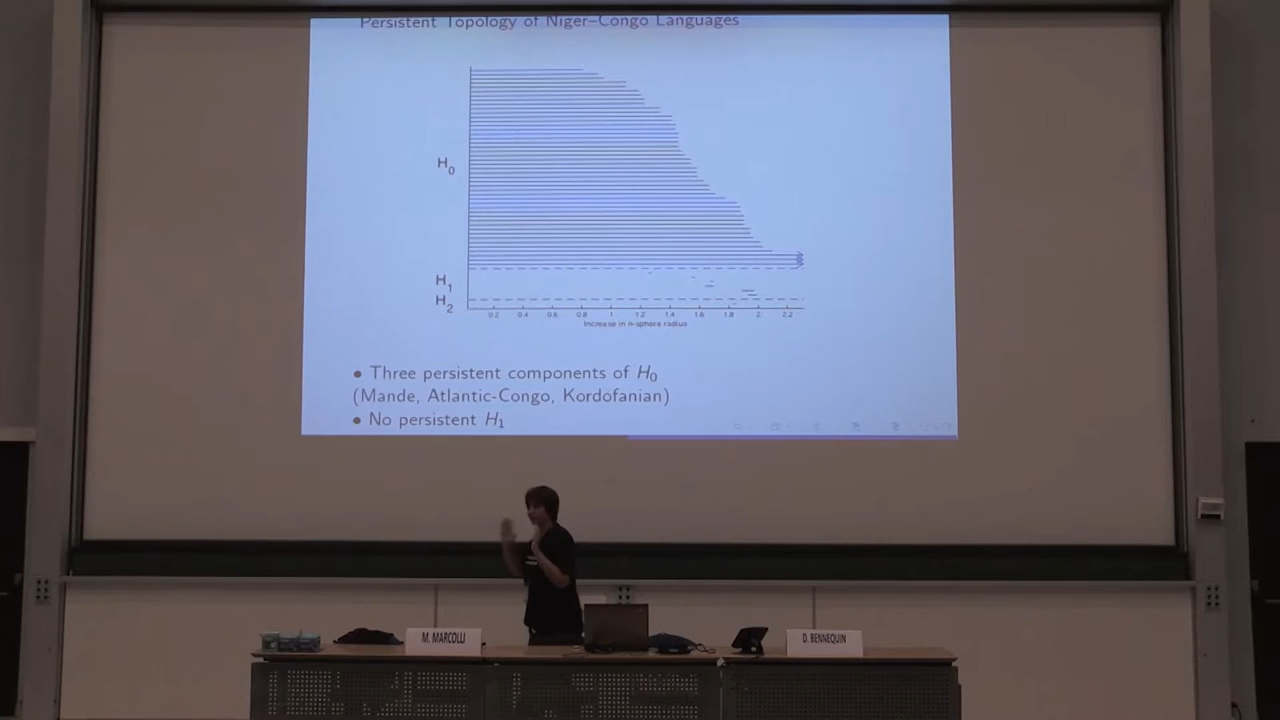 Persistent Topology of Niger–Congo Languages
H0
H1
H2
0.2 0.4 0.6 0.8 1 1.2 1.4 1.6 1.8 2 2.2
Increase in n-sphere radius
• Three persistent components of H0
(Mande, Atlantic-Congo, Kordofanian)
• No persistent H1
M. MARCOLLI
D. BENNEQUIN